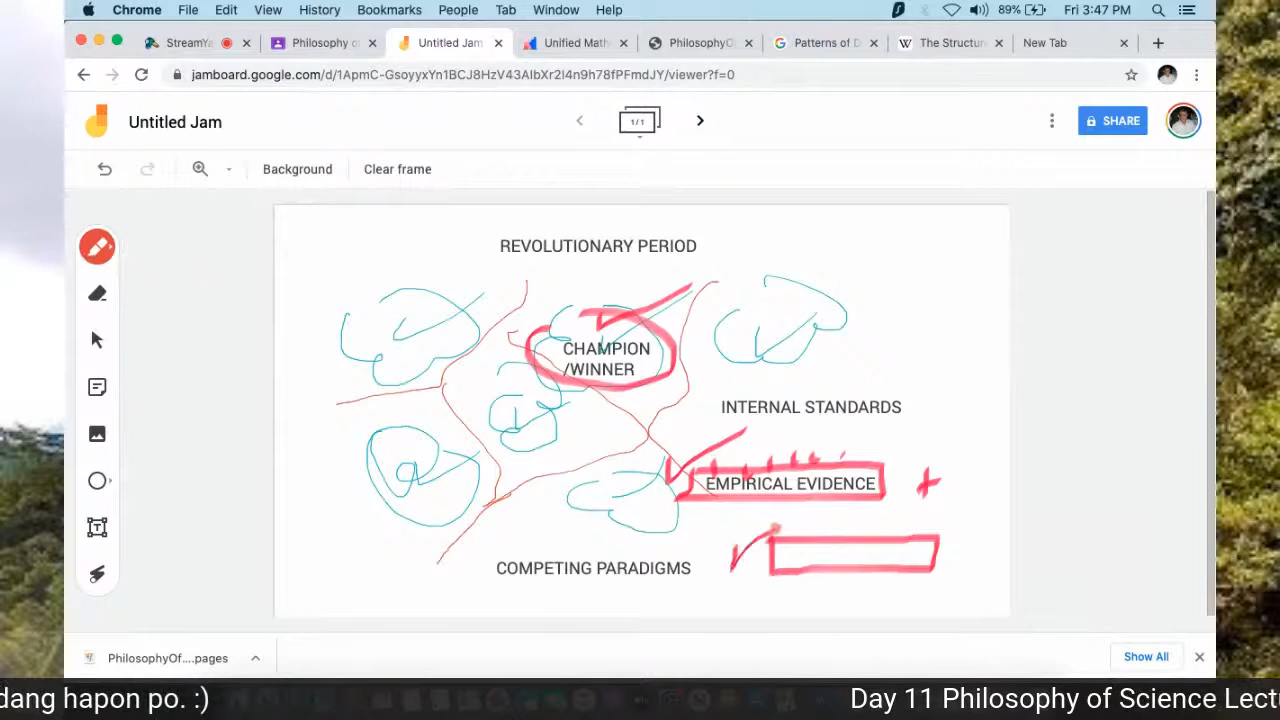 Chrome File Edit View History Bookmarks People Tab Window Help 89% Fri 3:47 PM
StreamYa Philosophy of Untitled Jam Unified Math PhilosophyO Patterns of D The Structure New Tab
jamboard.google.com/d/1ApmC-GsoyyxYn1BCJ8HzV43AIbXr2I4n9h78fPFmdJY/viewer?f=0
Untitled Jam 1/1 SHARE
Background Clear frame
REVOLUTIONARY PERIOD
CHAMPION
/WINNER
INTERNAL STANDARDS
EMPIRICAL EVIDENCE +
COMPETING PARADIGMS
PhilosophyOf....pages Show All
dang hapon po. :) Day 11 Philosophy of Science Lect